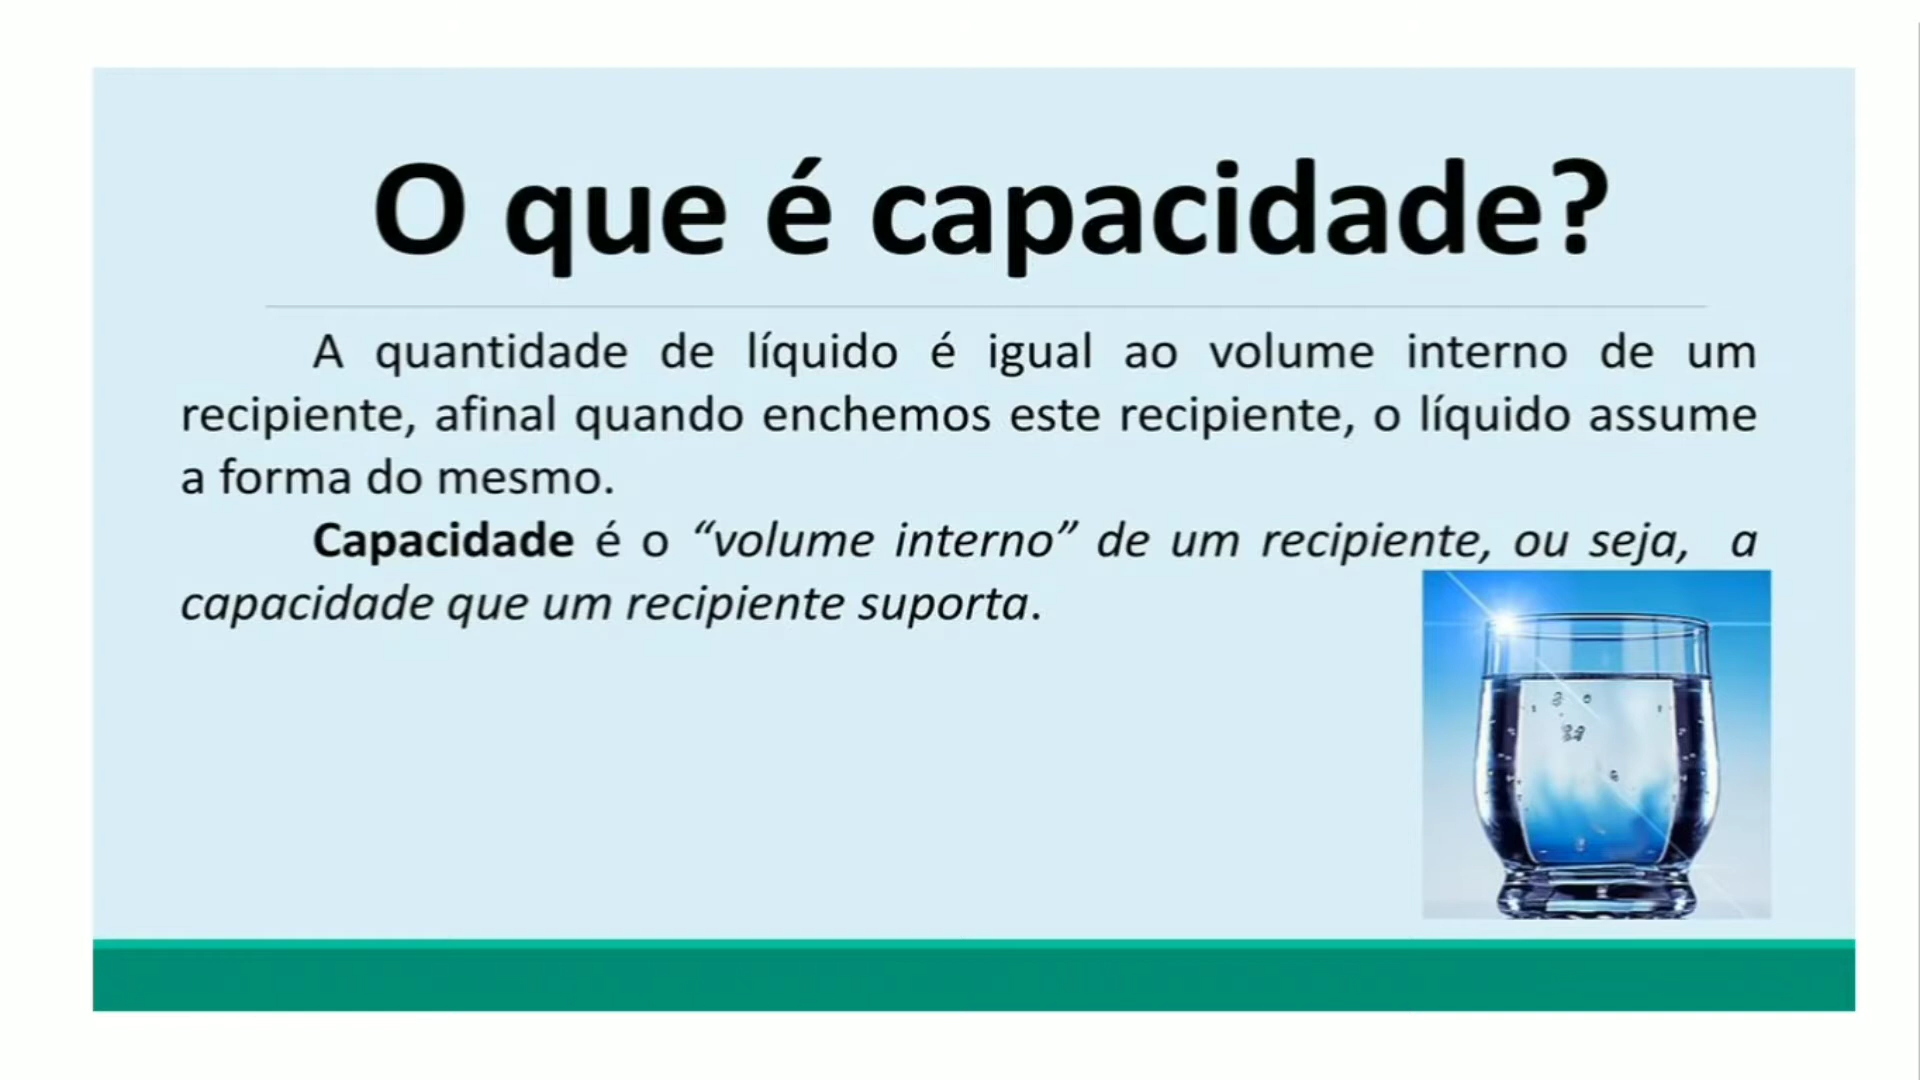 O que é capacidade?
A quantidade de líquido é igual ao volume interno de um
recipiente, afinal quando enchemos este recipiente, o líquido assume
a forma do mesmo.
Capacidade é o “volume interno” de um recipiente, ou seja, a
capacidade que um recipiente suporta.